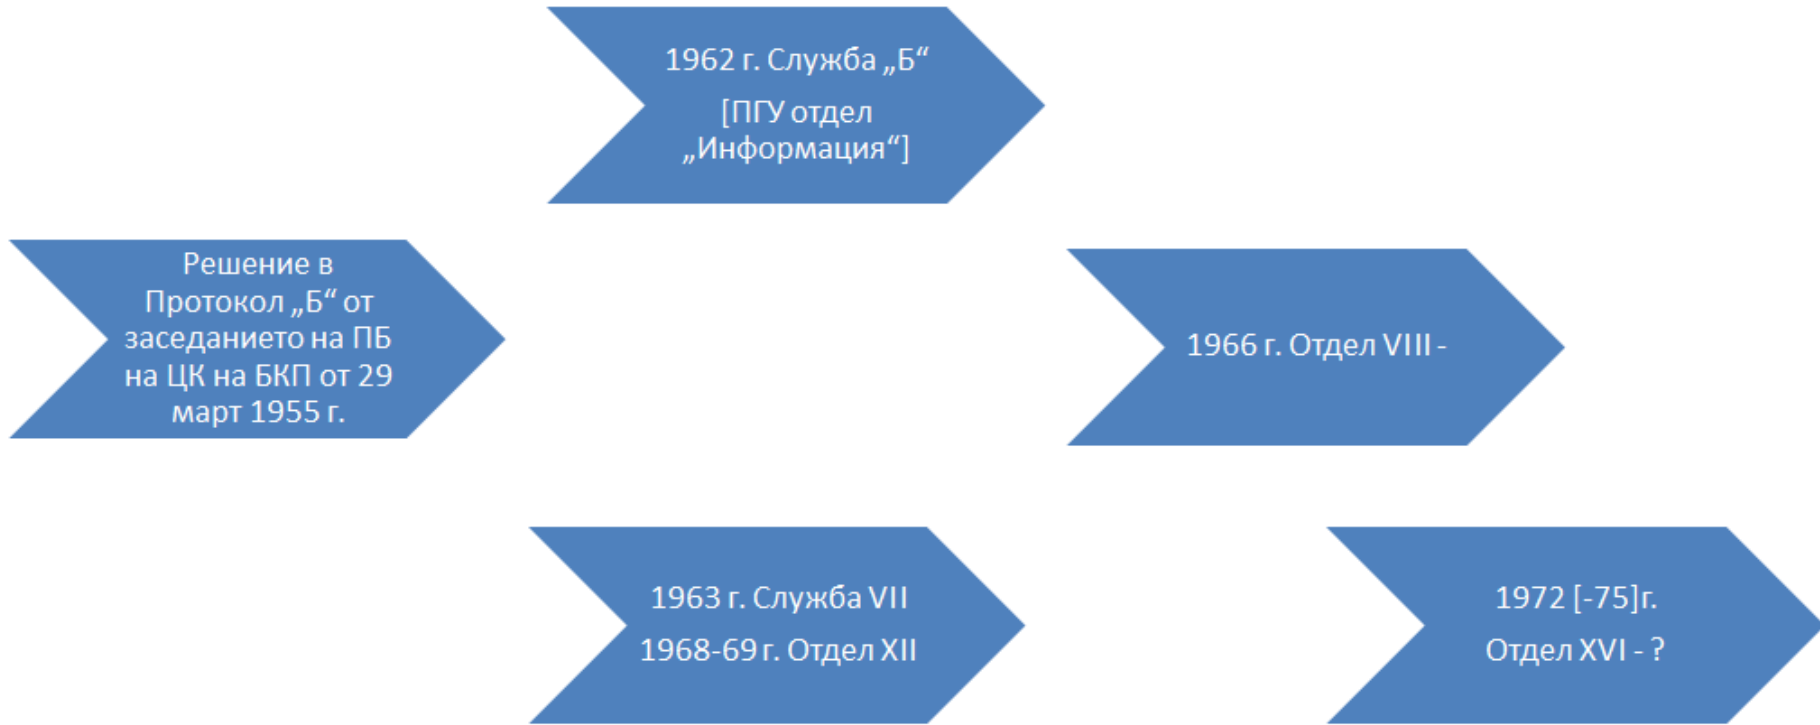 1962 г. Служба „Б“
[ПГУ отдел
„Информация“]
Решение в
Протокол „Б“ от
заседанието на ПБ
на ЦК на БКП от 29
март 1955 г.
1966 г. Отдел VIII -
1963 г. Служба VII
1968-69 г. Отдел XII
1972 [-75]г.
Отдел XVI - ?